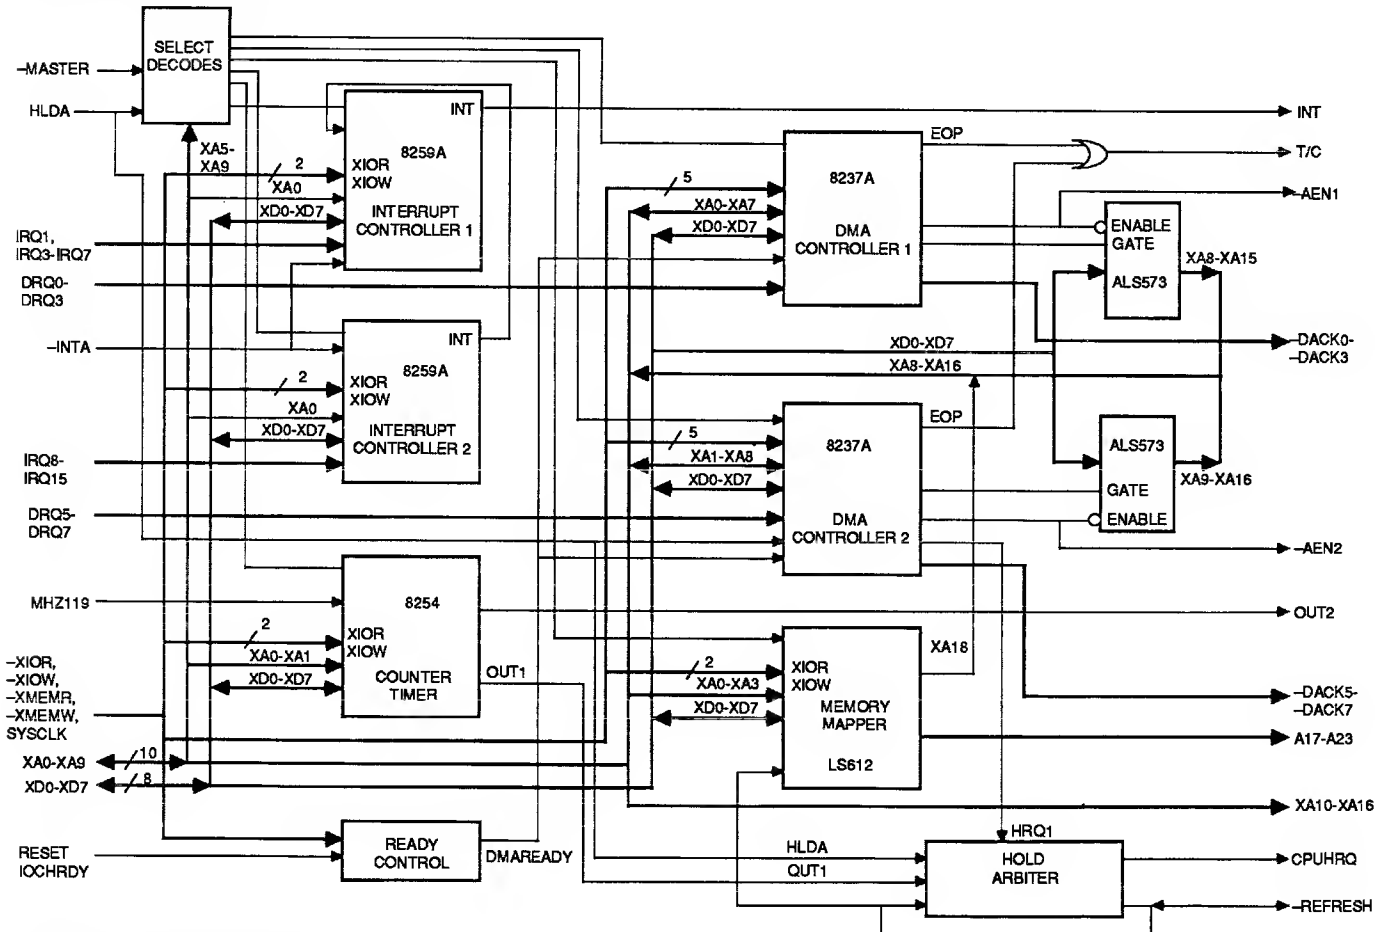 SELECT
DECODES
–MASTER
HLDA
XA5-
XA9
2
XIOR
XIOW
XA0
XD0-XD7
INT
8259A
INTERRUPT
CONTROLLER 1
IRQ1,
IRQ3-IRQ7
DRQ0-
DRQ3
–INTA
INT
8259A
2
XIOR
XIOW
XA0
XD0-XD7
INTERRUPT
CONTROLLER 2
IRQ8-
IRQ15
DRQ5-
DRQ7
MHZ119
8254
2
XIOR
XIOW
XA0-XA1
XD0-XD7
COUNTER
TIMER
OUT1
–XIOR,
–XIOW,
–XMEMR,
–XMEMW,
SYSCLK
XA0-XA9
10
XD0-XD7
8
RESET
IOCHRDY
READY
CONTROL
DMAREADY
EOP
8237A
5
XA0-XA7
XD0-XD7
DMA
CONTROLLER 1
ENABLE
GATE
ALS573
XA8-XA15
XD0-XD7
XA8-XA16
EOP
8237A
5
XA1-XA8
XD0-XD7
DMA
CONTROLLER 2
ALS573
GATE
ENABLE
XA9-XA16
XA18
2
XIOR
XIOW
XA0-XA3
XD0-XD7
MEMORY
MAPPER
LS612
HRQ1
HLDA
QUT1
HOLD
ARBITER
INT
T/C
–AEN1
–DACK0-
–DACK3
–AEN2
OUT2
–DACK5-
–DACK7
A17-A23
XA10-XA16
CPUHRQ
–REFRESH